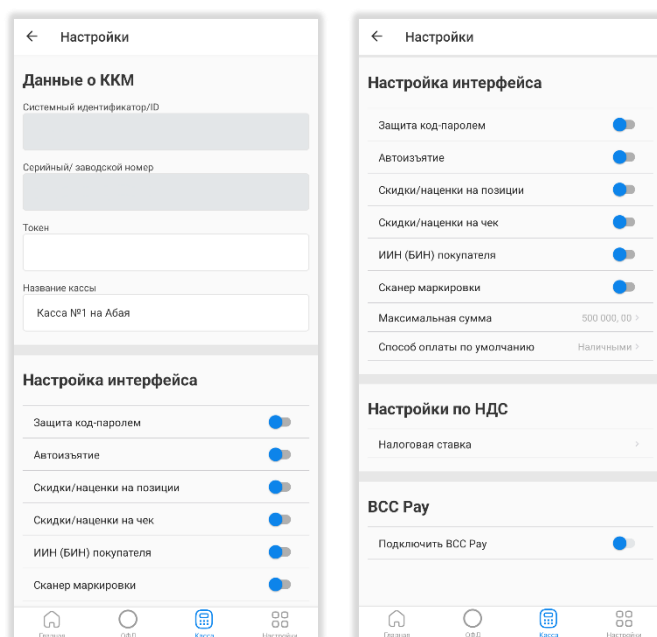 Настройки
Данные о ККМ
Системный идентификатор/ID
Серийный/ заводской номер
Токен
Название кассы
Касса №1 на Абая
Настройка интерфейса
Защита код-паролем
Автоизъятие
Скидки/наценки на позиции
Скидки/наценки на чек
ИИН (БИН) покупателя
Сканер маркировки
Главная ОФД Касса Настройки
Настройки
Настройка интерфейса
Защита код-паролем
Автоизъятие
Скидки/наценки на позиции
Скидки/наценки на чек
ИИН (БИН) покупателя
Сканер маркировки
Максимальная сумма 500 000, 00 >
Способ оплаты по умолчанию Наличными >
Настройки по НДС
Налоговая ставка >
BCC Pay
Подключить BCC Pay
Главная ОФД Касса Настройки